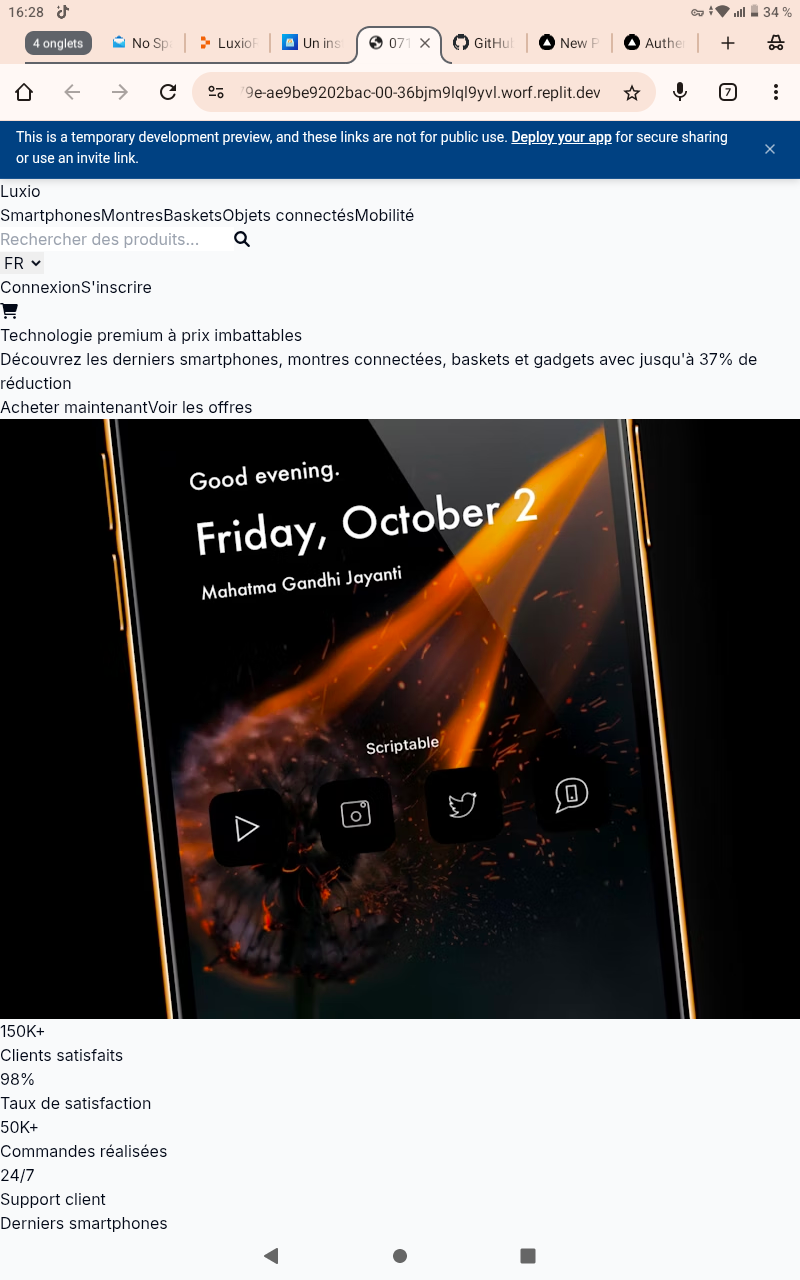 16:28
34 %
4 onglets
No Sp
LuxioF
Un ins
071
GitHu
New P
Authe
9e-ae9be9202bac-00-36bjm9lql9yvl.worf.replit.dev
7
This is a temporary development preview, and these links are not for public use. Deploy your app for secure sharing
or use an invite link.
Luxio
SmartphonesMontresBasketsObjets connectésMobilité
Rechercher des produits...
FR
ConnexionS'inscrire
Technologie premium à prix imbattables
Découvrez les derniers smartphones, montres connectées, baskets et gadgets avec jusqu'à 37% de
réduction
Acheter maintenantVoir les offres
Good evening.
Friday, October 2
Mahatma Gandhi Jayanti
Scriptable
150K+
Clients satisfaits
98%
Taux de satisfaction
50K+
Commandes réalisées
24/7
Support client
Derniers smartphones